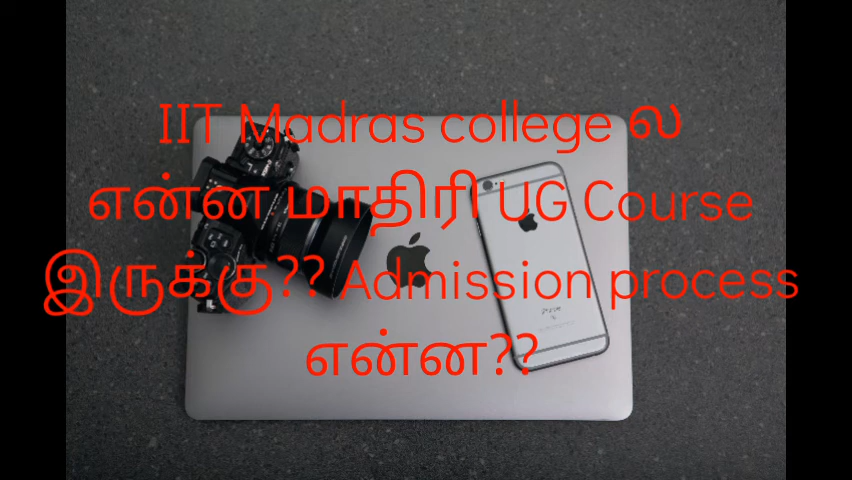 IIT Madras college ல
என்ன மாதிரி UG Course
இருக்கு?? Admission process
என்ன??